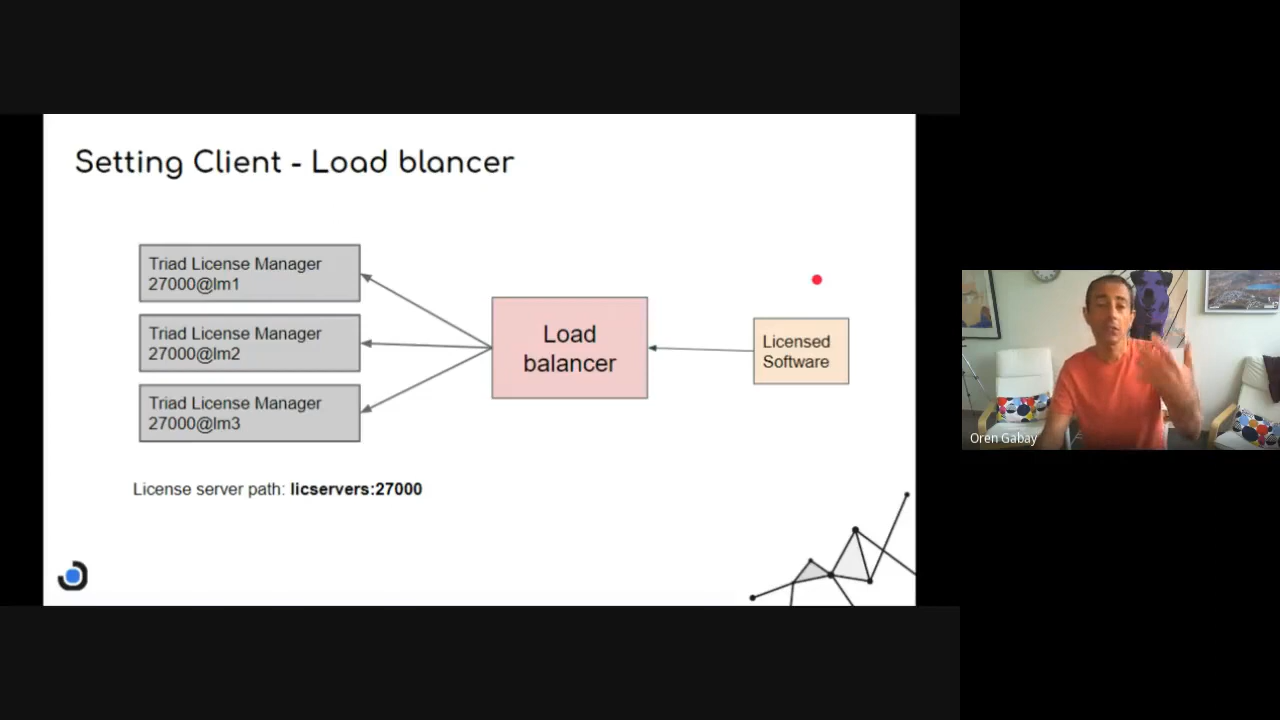 Setting Client - Load blancer
Triad License Manager
27000@lm1
Triad License Manager
27000@lm2
Triad License Manager
27000@lm3
Load
balancer
Licensed
Software
License server path: licservers:27000
Oren Gabay